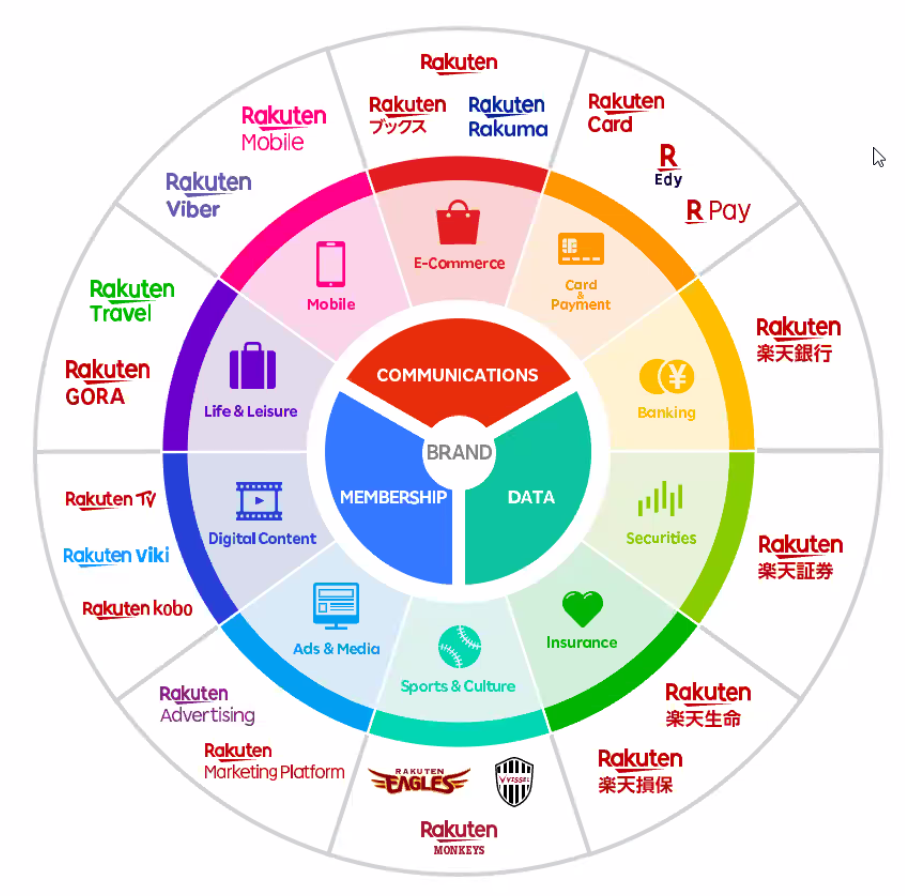 Rakuten
Rakuten
ブックス
Rakuten
Rakuma
Rakuten
Card
R
Edy
R Pay
Rakuten
楽天銀行
Rakuten
楽天証券
Rakuten
楽天生命
Rakuten
楽天損保
RAKUTEN
EAGLES
VISSEL
Rakuten
MONKEYS
Rakuten
Advertising
Rakuten
Marketing Platform
Rakuten TV
Rakuten Viki
Rakuten kobo
Rakuten
Travel
Rakuten
GORA
Rakuten
Mobile
Rakuten
Viber
E-Commerce
Card
&
Payment
¥
Banking
Securities
Insurance
Sports & Culture
Ads & Media
Digital Content
Life & Leisure
Mobile
COMMUNICATIONS
BRAND
MEMBERSHIP
DATA